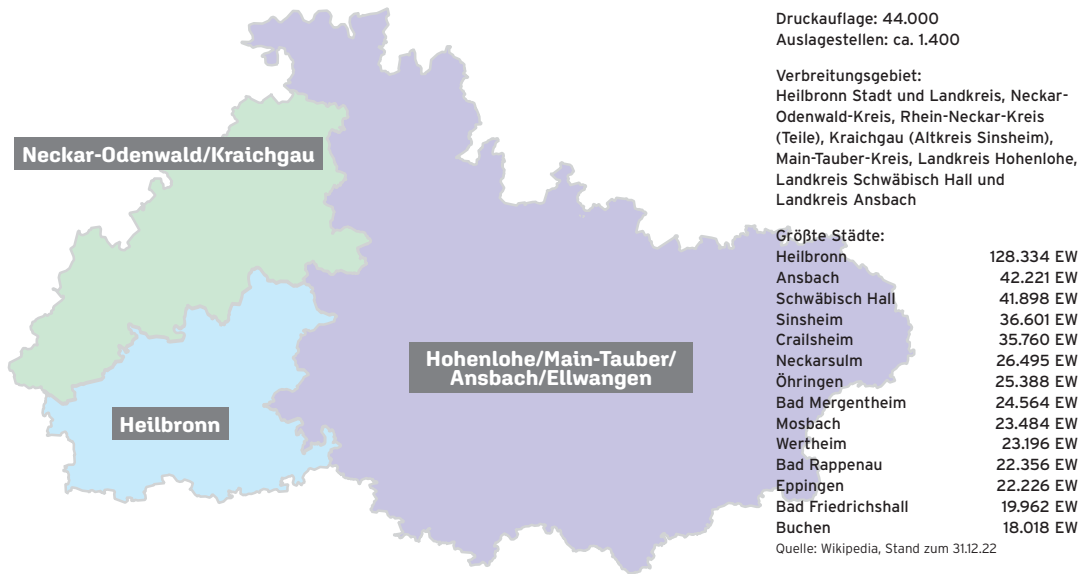 Neckar-Odenwald/Kraichgau
Heilbronn
Hohenlohe/Main-Tauber/
Ansbach/Ellwangen
Druckauflage: 44.000
Auslagestellen: ca. 1.400
Verbreitungsgebiet:
Heilbronn Stadt und Landkreis, Neckar-
Odenwald-Kreis, Rhein-Neckar-Kreis
(Teile), Kraichgau (Altkreis Sinsheim),
Main-Tauber-Kreis, Landkreis Hohenlohe,
Landkreis Schwäbisch Hall und
Landkreis Ansbach
Größte Städte:
Heilbronn 128.334 EW
Ansbach 42.221 EW
Schwäbisch Hall 41.898 EW
Sinsheim 36.601 EW
Crailsheim 35.760 EW
Neckarsulm 26.495 EW
Öhringen 25.388 EW
Bad Mergentheim 24.564 EW
Mosbach 23.484 EW
Wertheim 23.196 EW
Bad Rappenau 22.356 EW
Eppingen 22.226 EW
Bad Friedrichshall 19.962 EW
Buchen 18.018 EW
Quelle: Wikipedia, Stand zum 31.12.22